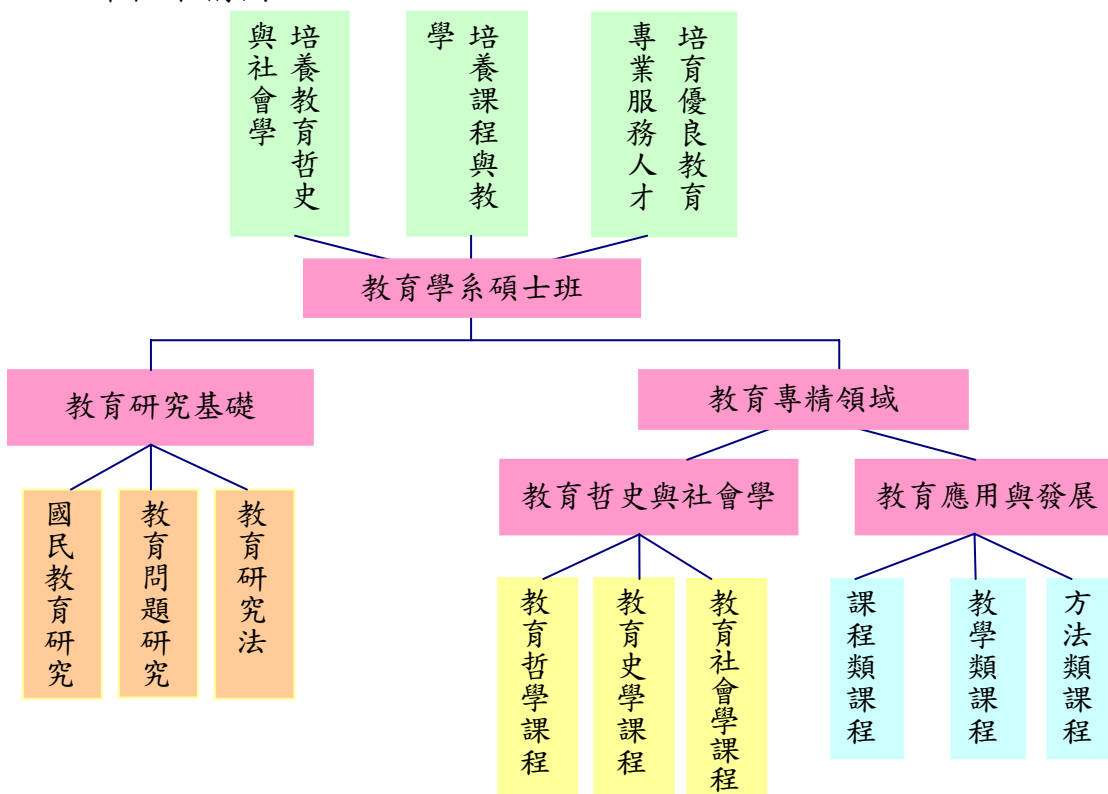 培養教育哲史
與社會學
培養課程與教
學
培育優良教育
專業服務人才
教育學系碩士班
教育研究基礎
教育專精領域
教育哲史與社會學
教育應用與發展
國民教育研究
教育問題研究
教育研究法
教育哲學課程
教育史學課程
教育社會學課程
課程類課程
教學類課程
方法類課程